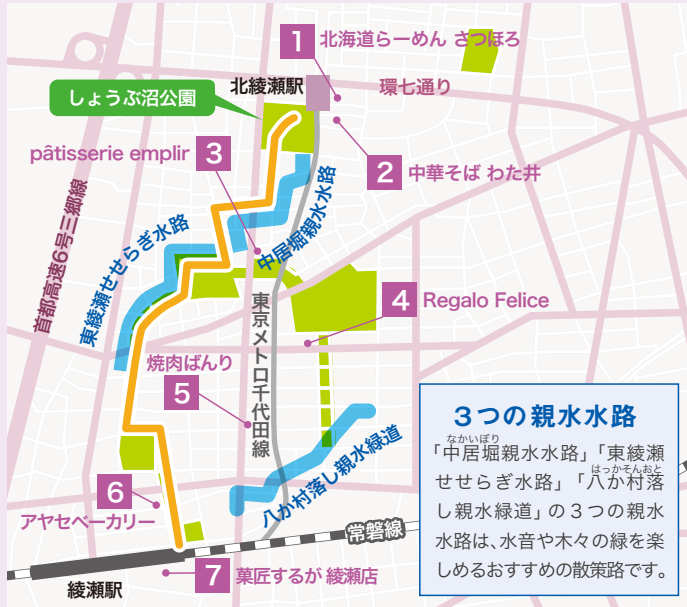 1 北海道らーめん さつほろ
北綾瀬駅
環七通り
しょうぶ沼公園
pâtisserie emplir 3
2 中華そば わた井
首都高速6号三郷線
東綾瀬せせらぎ水路
中居堀親水水路
4 Regalo Felice
東京メトロ千代田線
焼肉ばんり
5
八か村落し親水緑道
6
アヤセベーカリー
常磐線
綾瀬駅
7 菓匠するが 綾瀬店
3つの親水水路
なかいぼり
「中居堀親水水路」「東綾瀬
はっかそんおと
せせらぎ水路」「八か村落
し親水緑道」の3つの親水
水路は、水音や木々の緑を楽
しめるおすすめの散策路です。